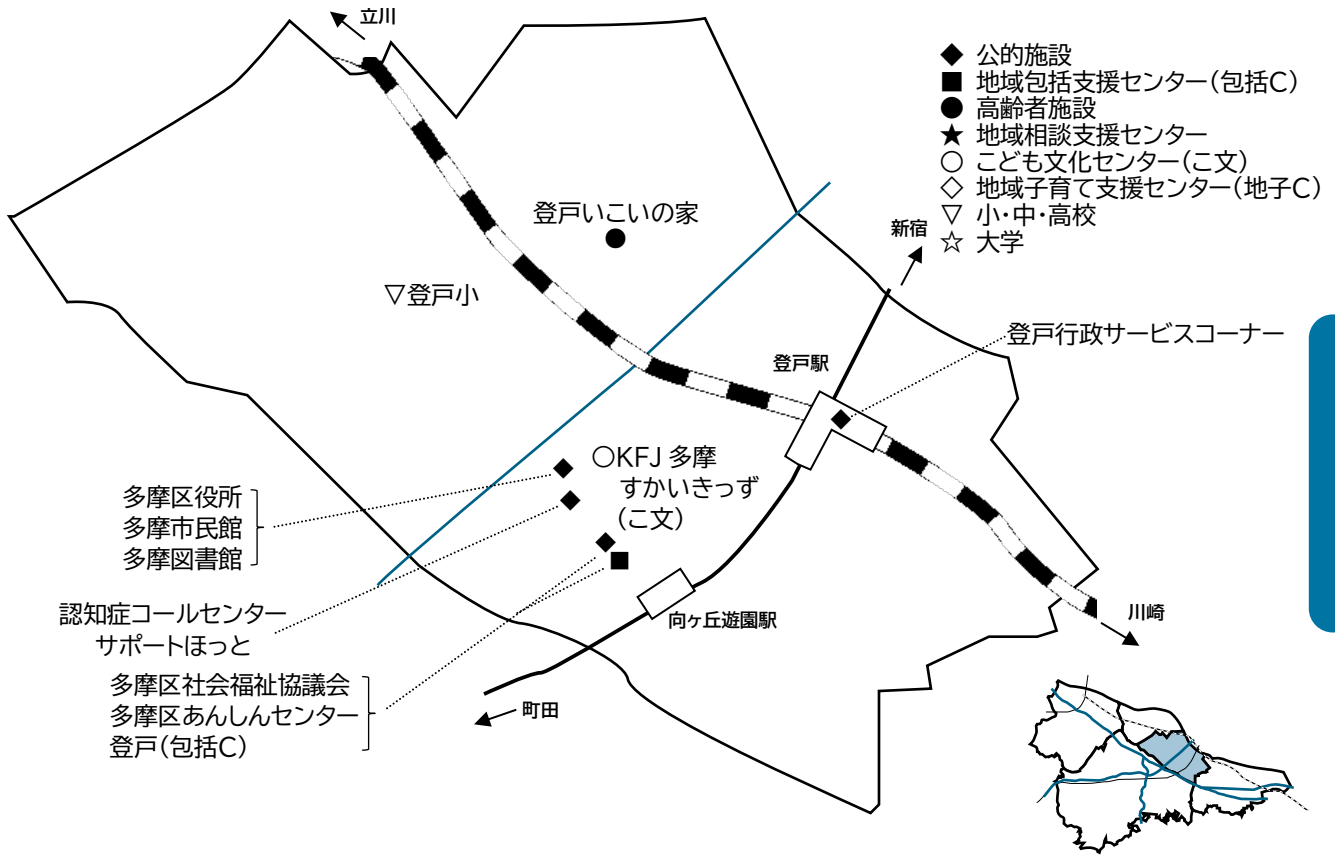 立川
◆ 公的施設
■ 地域包括支援センター(包括C)
● 高齢者施設
★ 地域相談支援センター
○ こども文化センター(こ文)
◇ 地域子育て支援センター(地子C)
▽ 小・中・高校
☆ 大学
登戸いこいの家
新宿
▽登戸小
登戸行政サービスコーナー
登戸駅
○KFJ 多摩
すかいきっず
(こ文)
多摩区役所
多摩市民館
多摩図書館
認知症コールセンター
サポートほっと
向ヶ丘遊園駅
川崎
多摩区社会福祉協議会
多摩区あんしんセンター
登戸(包括C)
町田